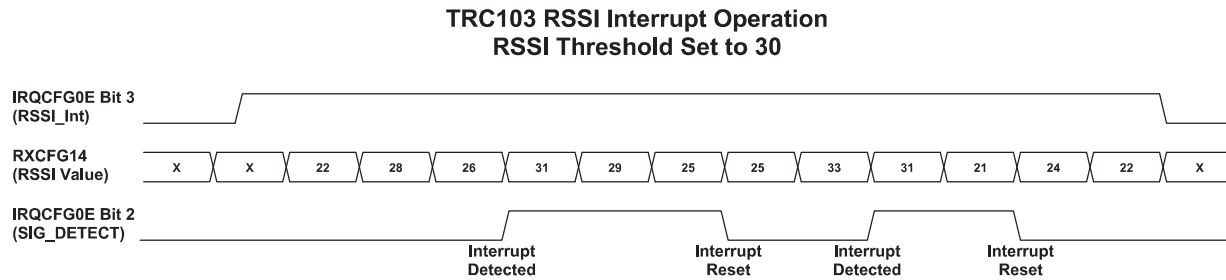 TRC103 RSSI Interrupt Operation
RSSI Threshold Set to 30
IRQCFG0E Bit 3
(RSSI_Int)
RXCFG14
(RSSI Value)
X X 22 28 26 31 29 25 25 33 31 21 24 22 X
IRQCFG0E Bit 2
(SIG_DETECT)
Interrupt Interrupt Interrupt Interrupt
Detected Reset Detected Reset